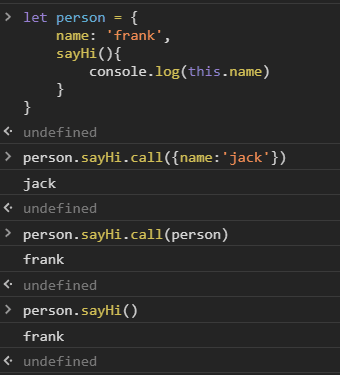 > let person = {
name: 'frank',
sayHi(){
console.log(this.name)
}
}
<· undefined
> person.sayHi.call({name:'jack'})
jack
<· undefined
> person.sayHi.call(person)
frank
<· undefined
> person.sayHi()
frank
<· undefined